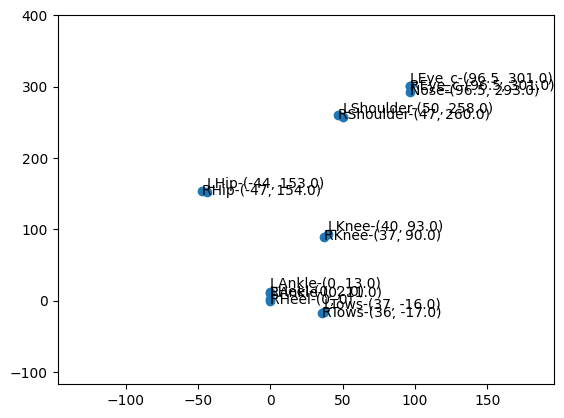 400
300
200
100
0
−100
−100
−50
0
50
100
150
LEye_c-(96.5, 301.0)
REye_c-(96.5, 301.0)
Nose-(96.5, 293.0)
LShoulder-(50, 258.0)
RShoulder-(47, 260.0)
LHip-(-44, 153.0)
RHip-(-47, 154.0)
LKnee-(40, 93.0)
RKnee-(37, 90.0)
LAnkle-(0, 13.0)
RHeel-(0, 0)
LTows-(37, -16.0)
RTows-(36, -17.0)